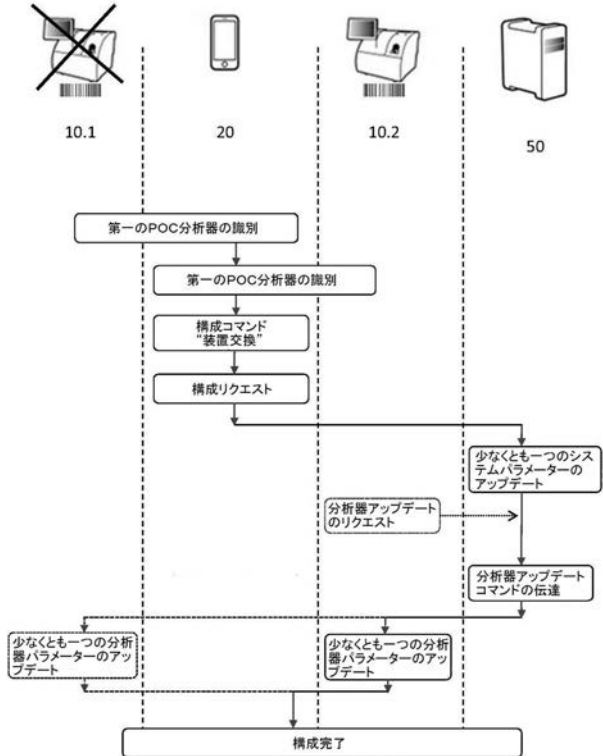 10.1
20
10.2
50
第一のPOC分析器の識別
第一のPOC分析器の識別
構成コマンド
“装置交換”
構成リクエスト
少なくとも一つのシス
テムパラメーターの
アップデート
分析器アップデート
のリクエスト
分析器アップデート
コマンドの伝達
少なくとも一つの分析
器パラメーターのアッ
プデート
少なくとも一つの分析
器パラメーターのアッ
プデート
構成完了